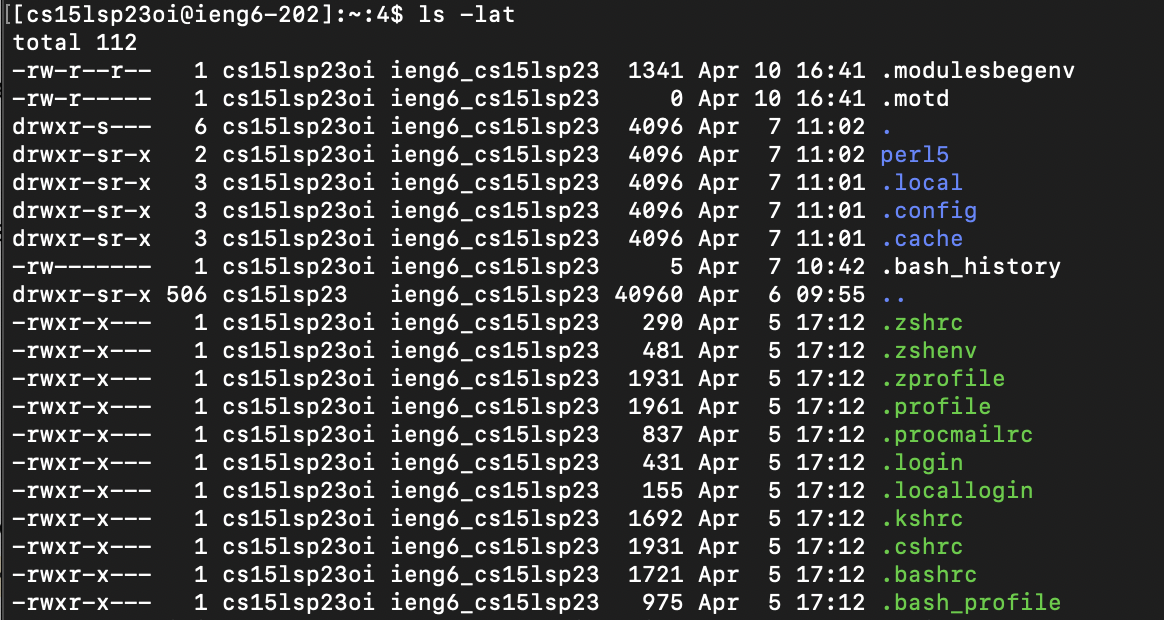 [[cs15lsp23oi@ieng6-202]:~:4$ ls -lat
total 112
-rw-r--r--   1 cs15lsp23oi ieng6_cs15lsp23  1341 Apr 10 16:41 .modulesbegenv
-rw-r-----   1 cs15lsp23oi ieng6_cs15lsp23     0 Apr 10 16:41 .motd
drwxr-s---   6 cs15lsp23oi ieng6_cs15lsp23  4096 Apr  7 11:02 .
drwxr-sr-x   2 cs15lsp23oi ieng6_cs15lsp23  4096 Apr  7 11:02 perl5
drwxr-sr-x   3 cs15lsp23oi ieng6_cs15lsp23  4096 Apr  7 11:01 .local
drwxr-sr-x   3 cs15lsp23oi ieng6_cs15lsp23  4096 Apr  7 11:01 .config
drwxr-sr-x   3 cs15lsp23oi ieng6_cs15lsp23  4096 Apr  7 11:01 .cache
-rw-------   1 cs15lsp23oi ieng6_cs15lsp23     5 Apr  7 10:42 .bash_history
drwxr-sr-x 506 cs15lsp23   ieng6_cs15lsp23 40960 Apr  6 09:55 ..
-rwxr-x---   1 cs15lsp23oi ieng6_cs15lsp23   290 Apr  5 17:12 .zshrc
-rwxr-x---   1 cs15lsp23oi ieng6_cs15lsp23   481 Apr  5 17:12 .zshenv
-rwxr-x---   1 cs15lsp23oi ieng6_cs15lsp23  1931 Apr  5 17:12 .zprofile
-rwxr-x---   1 cs15lsp23oi ieng6_cs15lsp23  1961 Apr  5 17:12 .profile
-rwxr-x---   1 cs15lsp23oi ieng6_cs15lsp23   837 Apr  5 17:12 .procmailrc
-rwxr-x---   1 cs15lsp23oi ieng6_cs15lsp23   431 Apr  5 17:12 .login
-rwxr-x---   1 cs15lsp23oi ieng6_cs15lsp23   155 Apr  5 17:12 .locallogin
-rwxr-x---   1 cs15lsp23oi ieng6_cs15lsp23  1692 Apr  5 17:12 .kshrc
-rwxr-x---   1 cs15lsp23oi ieng6_cs15lsp23  1931 Apr  5 17:12 .cshrc
-rwxr-x---   1 cs15lsp23oi ieng6_cs15lsp23  1721 Apr  5 17:12 .bashrc
-rwxr-x---   1 cs15lsp23oi ieng6_cs15lsp23   975 Apr  5 17:12 .bash_profile